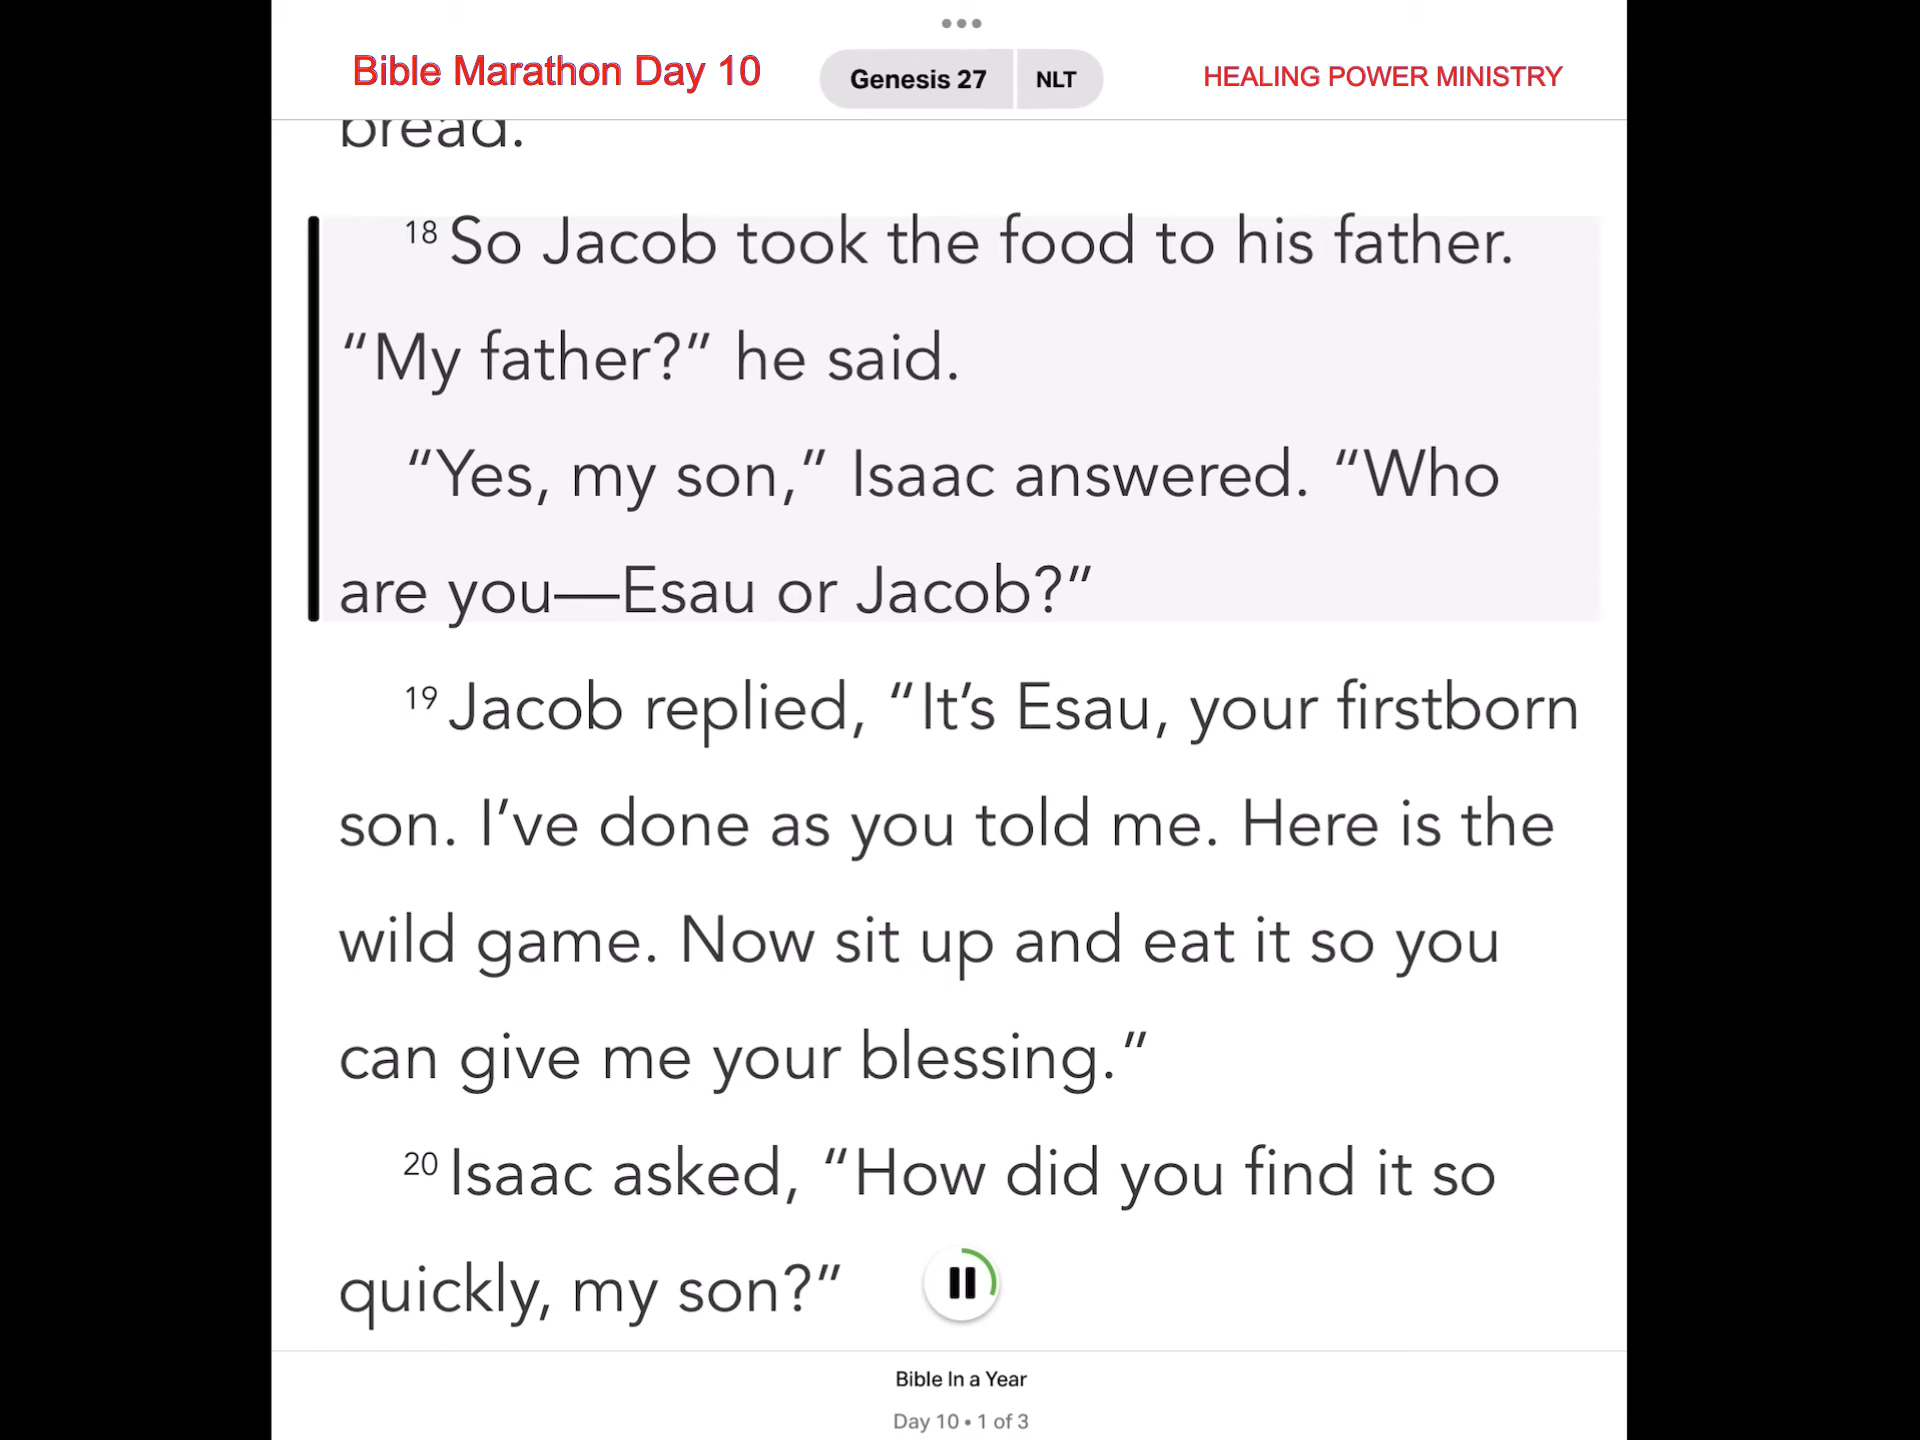 Bible Marathon Day 10
Genesis 27
NLT
HEALING POWER MINISTRY
bread.
18 So Jacob took the food to his father.
“My father?” he said.
“Yes, my son,” Isaac answered. “Who
are you—Esau or Jacob?”
19 Jacob replied, “It’s Esau, your firstborn
son. I’ve done as you told me. Here is the
wild game. Now sit up and eat it so you
can give me your blessing.”
20 Isaac asked, “How did you find it so
quickly, my son?”
Bible In a Year
Day 10 • 1 of 3